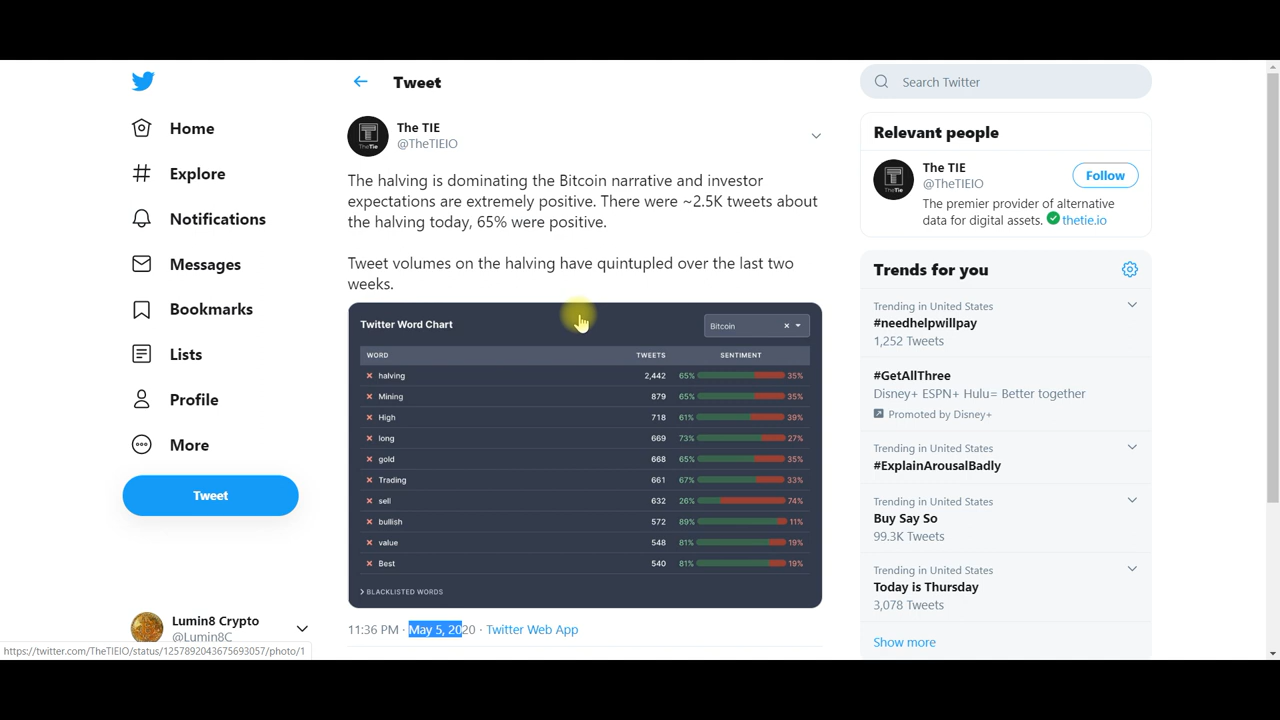 Home
Explore
Notifications
Messages
Bookmarks
Lists
Profile
More
Tweet
Lumin8 Crypto
@Lumin8C
Tweet
The TIE
@TheTIEIO
The halving is dominating the Bitcoin narrative and investor
expectations are extremely positive. There were ~2.5K tweets about
the halving today, 65% were positive.
Tweet volumes on the halving have quintupled over the last two
weeks.
Twitter Word Chart
Bitcoin
WORD TWEETS SENTIMENT
halving 2,442 65% 35%
Mining 879 65% 35%
High 718 61% 39%
long 669 73% 27%
gold 668 65% 35%
Trading 661 67% 33%
sell 632 26% 74%
bullish 572 89% 11%
value 548 81% 19%
Best 540 81% 19%
BLACKLISTED WORDS
11:36 PM · May 5, 2020 · Twitter Web App
Search Twitter
Relevant people
The TIE
@TheTIEIO
Follow
The premier provider of alternative
data for digital assets. thetie.io
Trends for you
Trending in United States
#needhelpwillpay
1,252 Tweets
#GetAllThree
Disney+ ESPN+ Hulu= Better together
Promoted by Disney+
Trending in United States
#ExplainArousalBadly
Trending in United States
Buy Say So
99.3K Tweets
Trending in United States
Today is Thursday
3,078 Tweets
Show more